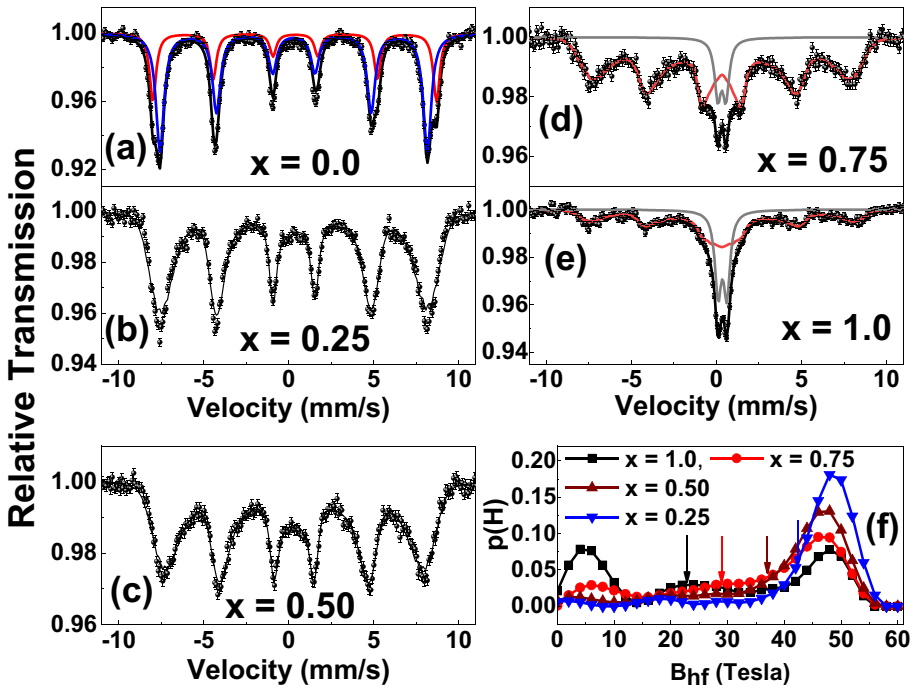 Relative Transmission
1.00
0.96
0.92
(a)
x = 0.0
1.00
0.98
0.96
0.94
(b)
x = 0.25
-10 -5 0 5 10
Velocity (mm/s)
1.00
0.98
0.96
(c)
x = 0.50
-10 -5 0 5 10
Velocity (mm/s)
1.00
0.98
0.96
(d)
x = 0.75
1.00
0.98
0.96
0.94
(e)
x = 1.0
-10 -5 0 5 10
Velocity (mm/s)
p(H)
0.20
0.15
0.10
0.05
0.00
x = 1.0, x = 0.75
x = 0.50
x = 0.25
(f)
0 10 20 30 40 50 60
Bhf (Tesla)